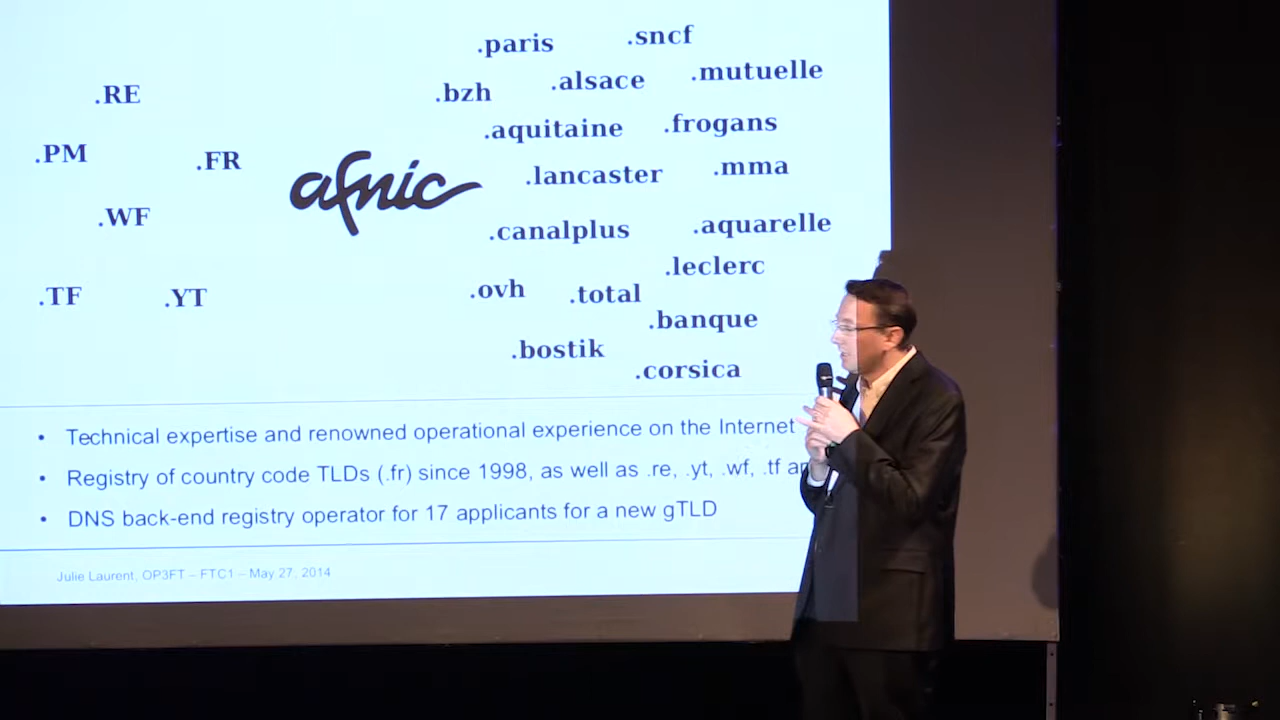 .paris .sncf
.bzh .alsace .mutuelle
.RE
.aquitaine .frogans
.PM .FR
afnic
.lancaster .mma
.WF
.canalplus .aquarelle
.leclerc
.TF .YT
.ovh .total
.banque
.bostik
.corsica
• Technical expertise and renowned operational experience on the Internet
• Registry of country code TLDs (.fr) since 1998, as well as .re, .yt, .wf, .tf
• DNS back-end registry operator for 17 applicants for a new gTLD
Julie Laurent, OP3FT – FTC1 – May 27, 2014